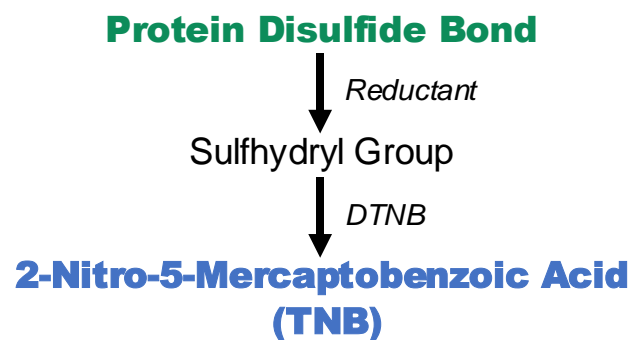 Protein Disulfide Bond
Reductant
Sulfhydryl Group
DTNB
2-Nitro-5-Mercaptobenzoic Acid
(TNB)